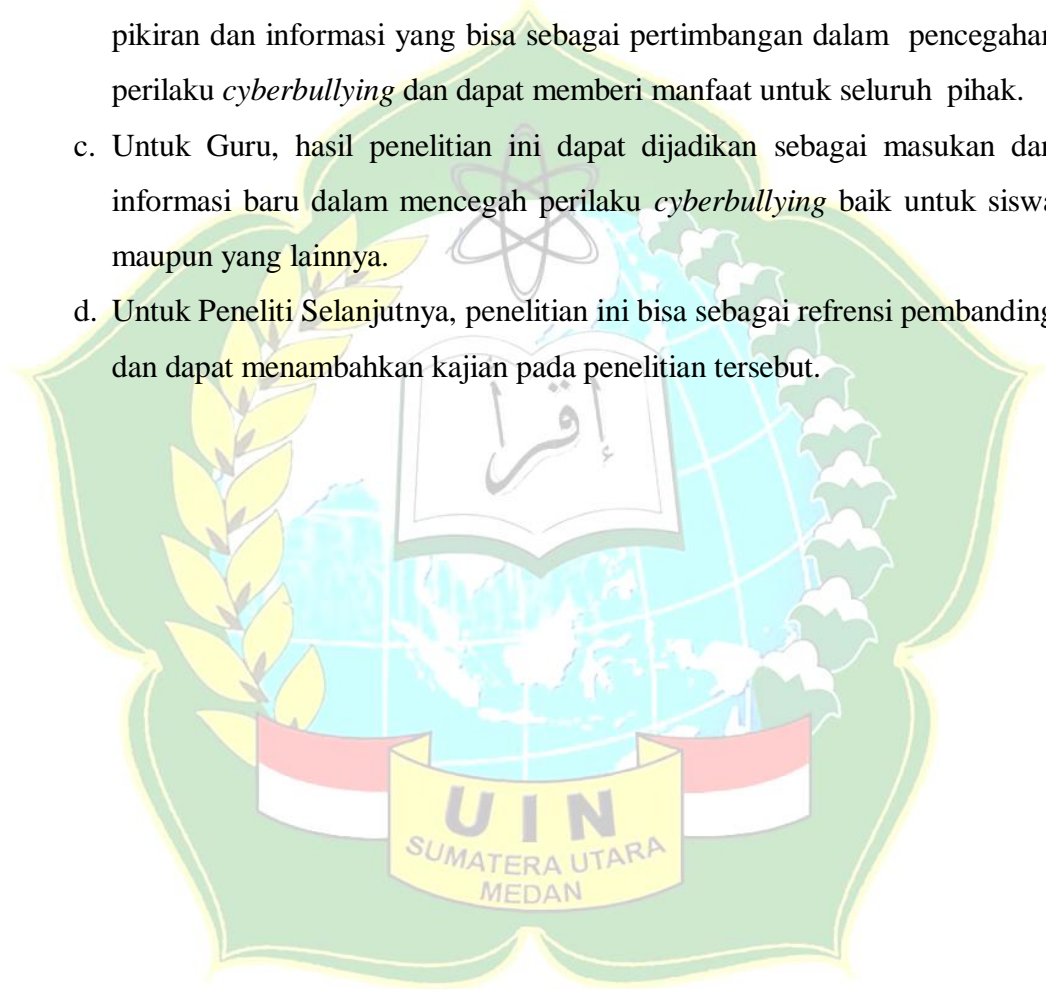 pikiran dan informasi yang bisa sebagai pertimbangan dalam pencegahan
perilaku cyberbullying dan dapat memberi manfaat untuk seluruh pihak.
c. Untuk Guru, hasil penelitian ini dapat dijadikan sebagai masukan dan
informasi baru dalam mencegah perilaku cyberbullying baik untuk siswa
maupun yang lainnya.
d. Untuk Peneliti Selanjutnya, penelitian ini bisa sebagai refrensi pembanding
dan dapat menambahkan kajian pada penelitian tersebut.
إقرأ
UIN
SUMATERA UTARA
MEDAN